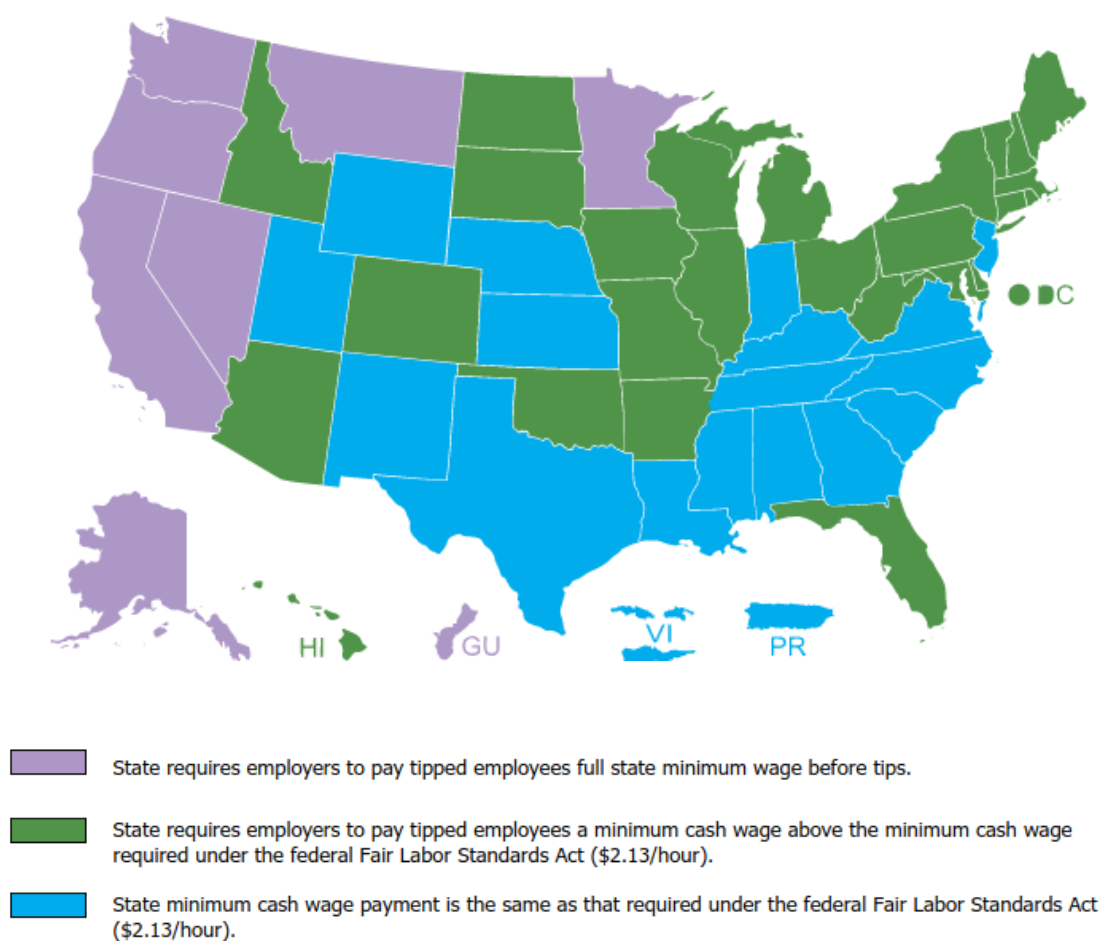 DC
HI
GU
VI
PR
State requires employers to pay tipped employees full state minimum wage before tips.
State requires employers to pay tipped employees a minimum cash wage above the minimum cash wage
required under the federal Fair Labor Standards Act ($2.13/hour).
State minimum cash wage payment is the same as that required under the federal Fair Labor Standards Act
($2.13/hour).